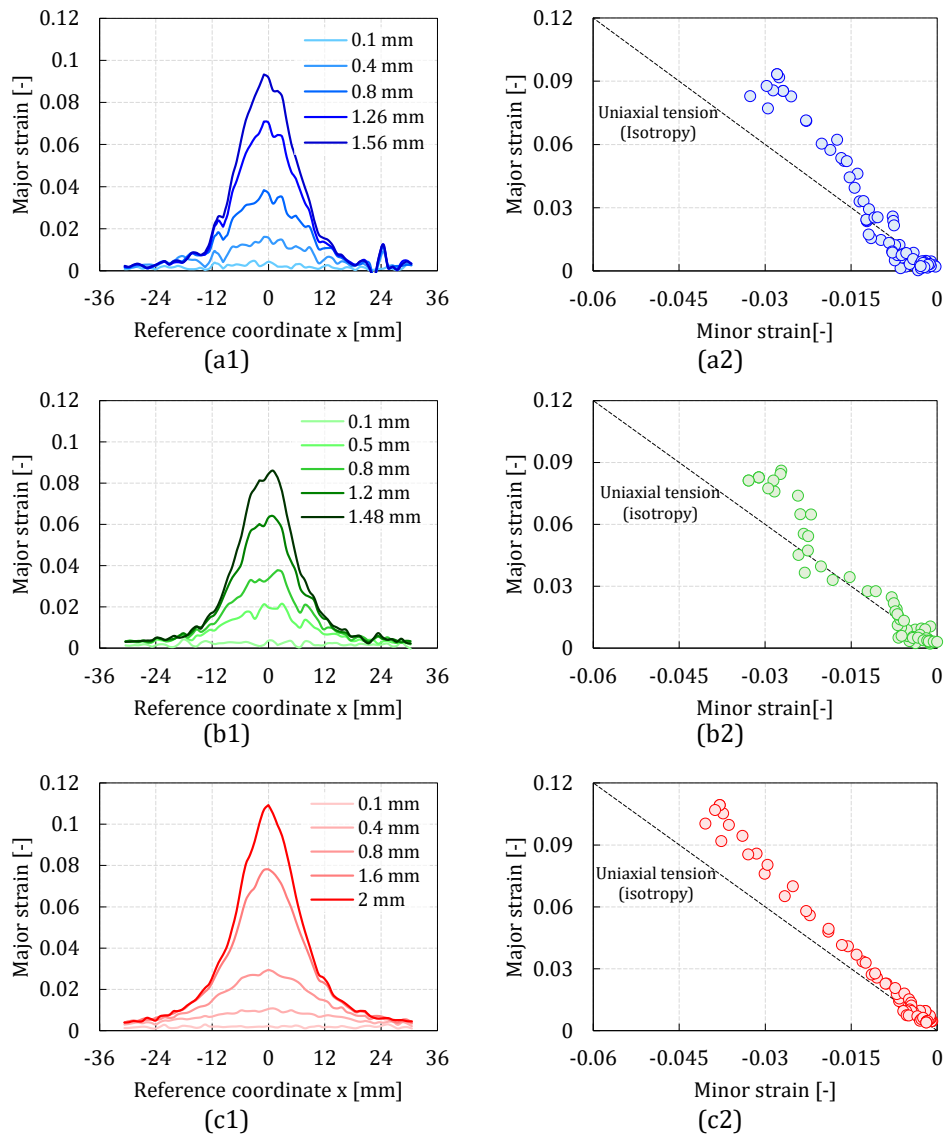 0.12
0.1
0.08
0.06
0.04
0.02
0
Major strain [-]
0.1 mm
0.4 mm
0.8 mm
1.26 mm
1.56 mm
-36 -24 -12 0 12 24 36
Reference coordinate x [mm]
(a1)
0.12
0.09
0.06
0.03
0
Major strain [-]
Uniaxial tension
(Isotropy)
-0.06 -0.045 -0.03 -0.015 0
Minor strain[-]
(a2)
0.12
0.1
0.08
0.06
0.04
0.02
0
Major strain [-]
0.1 mm
0.5 mm
0.8 mm
1.2 mm
1.48 mm
-36 -24 -12 0 12 24 36
Reference coordinate x [mm]
(b1)
0.12
0.09
0.06
0.03
0
Major strain [-]
Uniaxial tension
(isotropy)
-0.06 -0.045 -0.03 -0.015 0
Minor strain[-]
(b2)
0.12
0.1
0.08
0.06
0.04
0.02
0
Major strain [-]
0.1 mm
0.4 mm
0.8 mm
1.6 mm
2 mm
-36 -24 -12 0 12 24 36
Reference coordinate x [mm]
(c1)
0.12
0.09
0.06
0.03
0
Major strain [-]
Uniaxial tension
(isotropy)
-0.06 -0.045 -0.03 -0.015 0
Minor strain [-]
(c2)